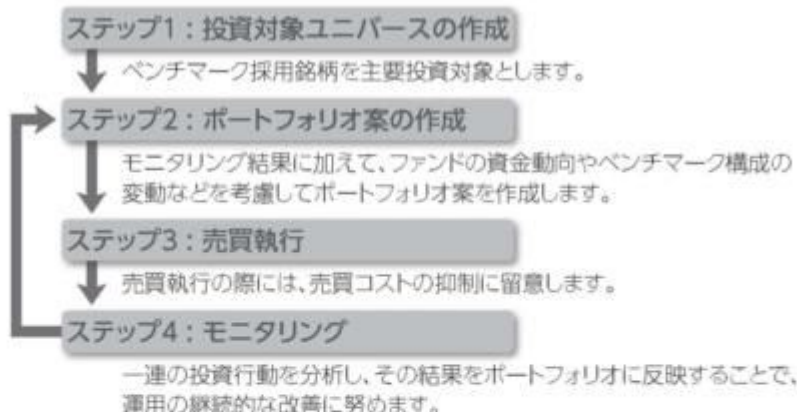 ステップ1：投資対象ユニバースの作成
ベンチマーク採用銘柄を主要投資対象とします。
ステップ2：ポートフォリオ案の作成
モニタリング結果に加えて、ファンドの資金動向やベンチマーク構成の
変動などを考慮してポートフォリオ案を作成します。
ステップ3：売買執行
売買執行の際には、売買コストの抑制に留意します。
ステップ4：モニタリング
一連の投資行動を分析し、その結果をポートフォリオに反映することで、
運用の継続的な改善に努めます。